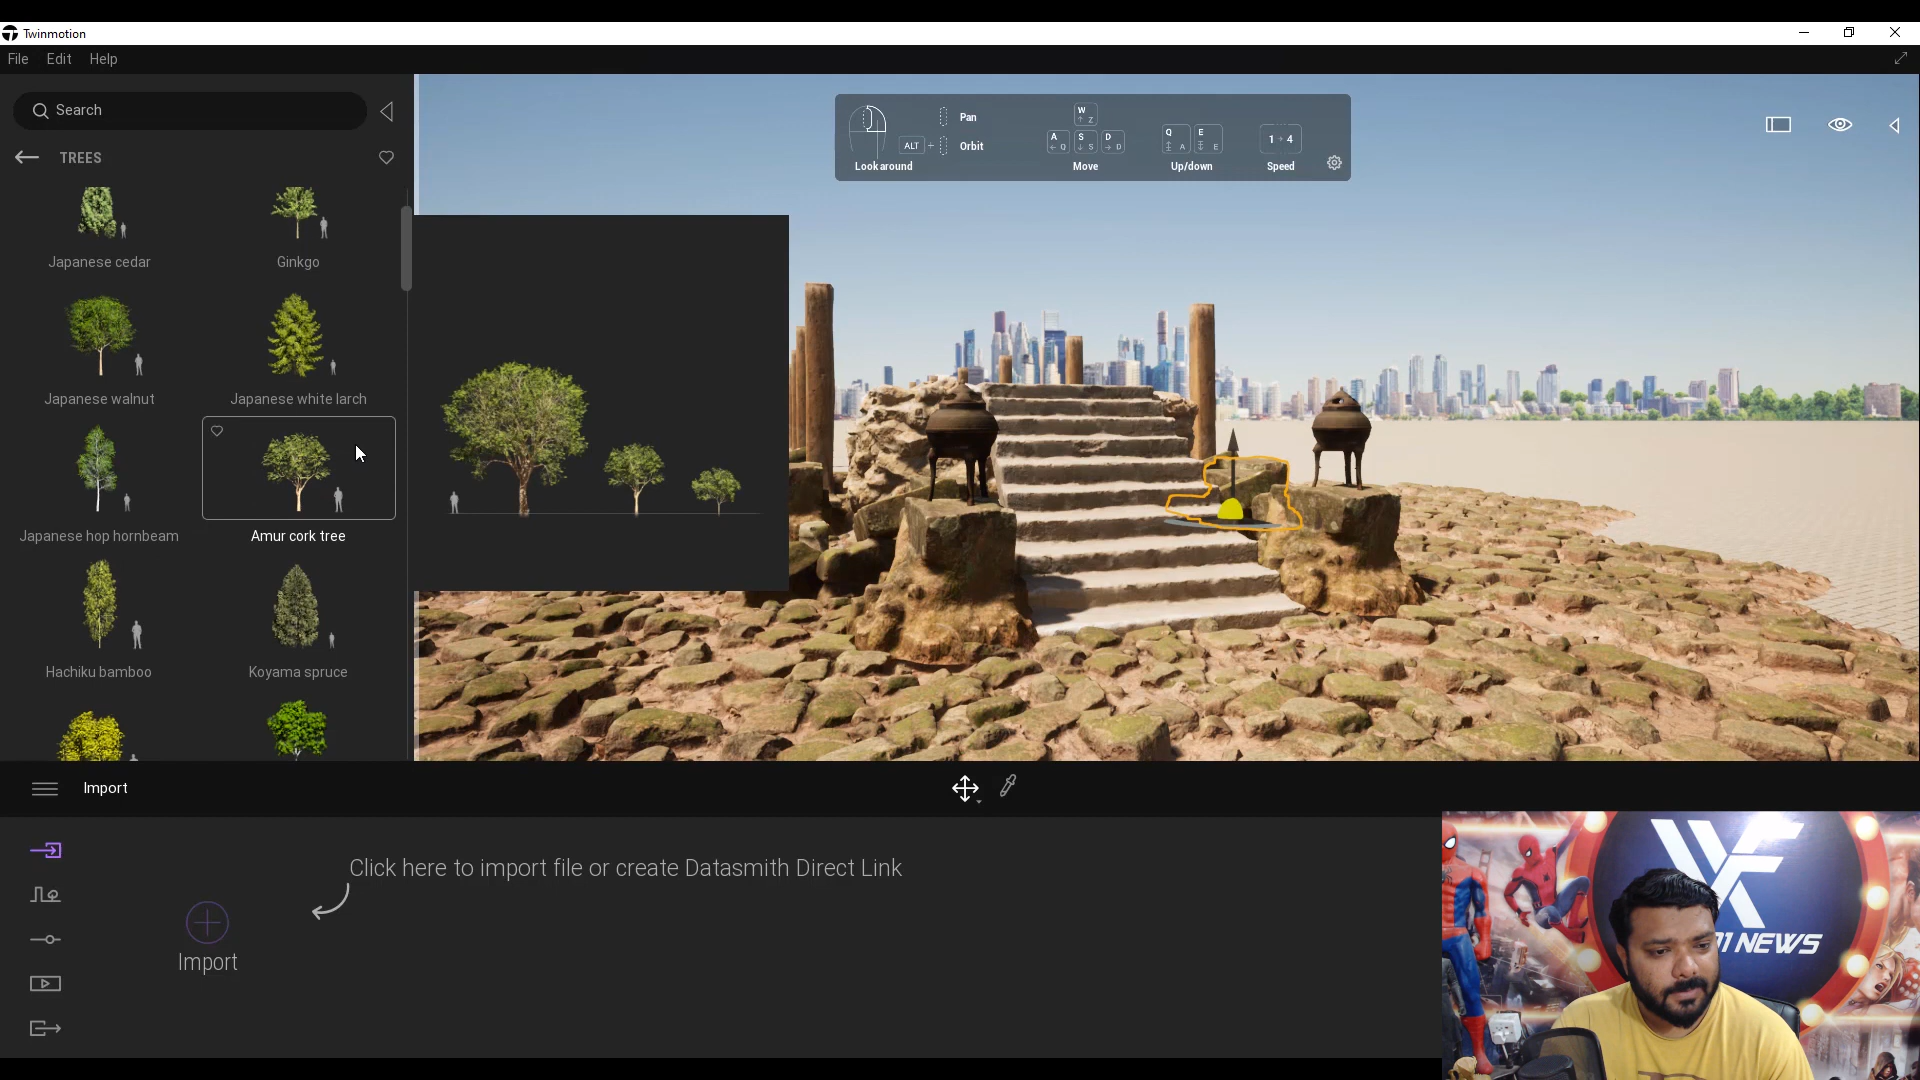 Twinmotion
File Edit Help
Search
TREES
Japanese cedar
Ginkgo
Japanese walnut
Japanese white larch
Japanese hop hornbeam
Amur cork tree
Hachiku bamboo
Koyama spruce
Look around
ALT +
Pan
Orbit
W
Z
A S D
Q S D
Move
Q E
A E
Up/down
1 4
Speed
Import
Click here to import file or create Datasmith Direct Link
Import
NEWS